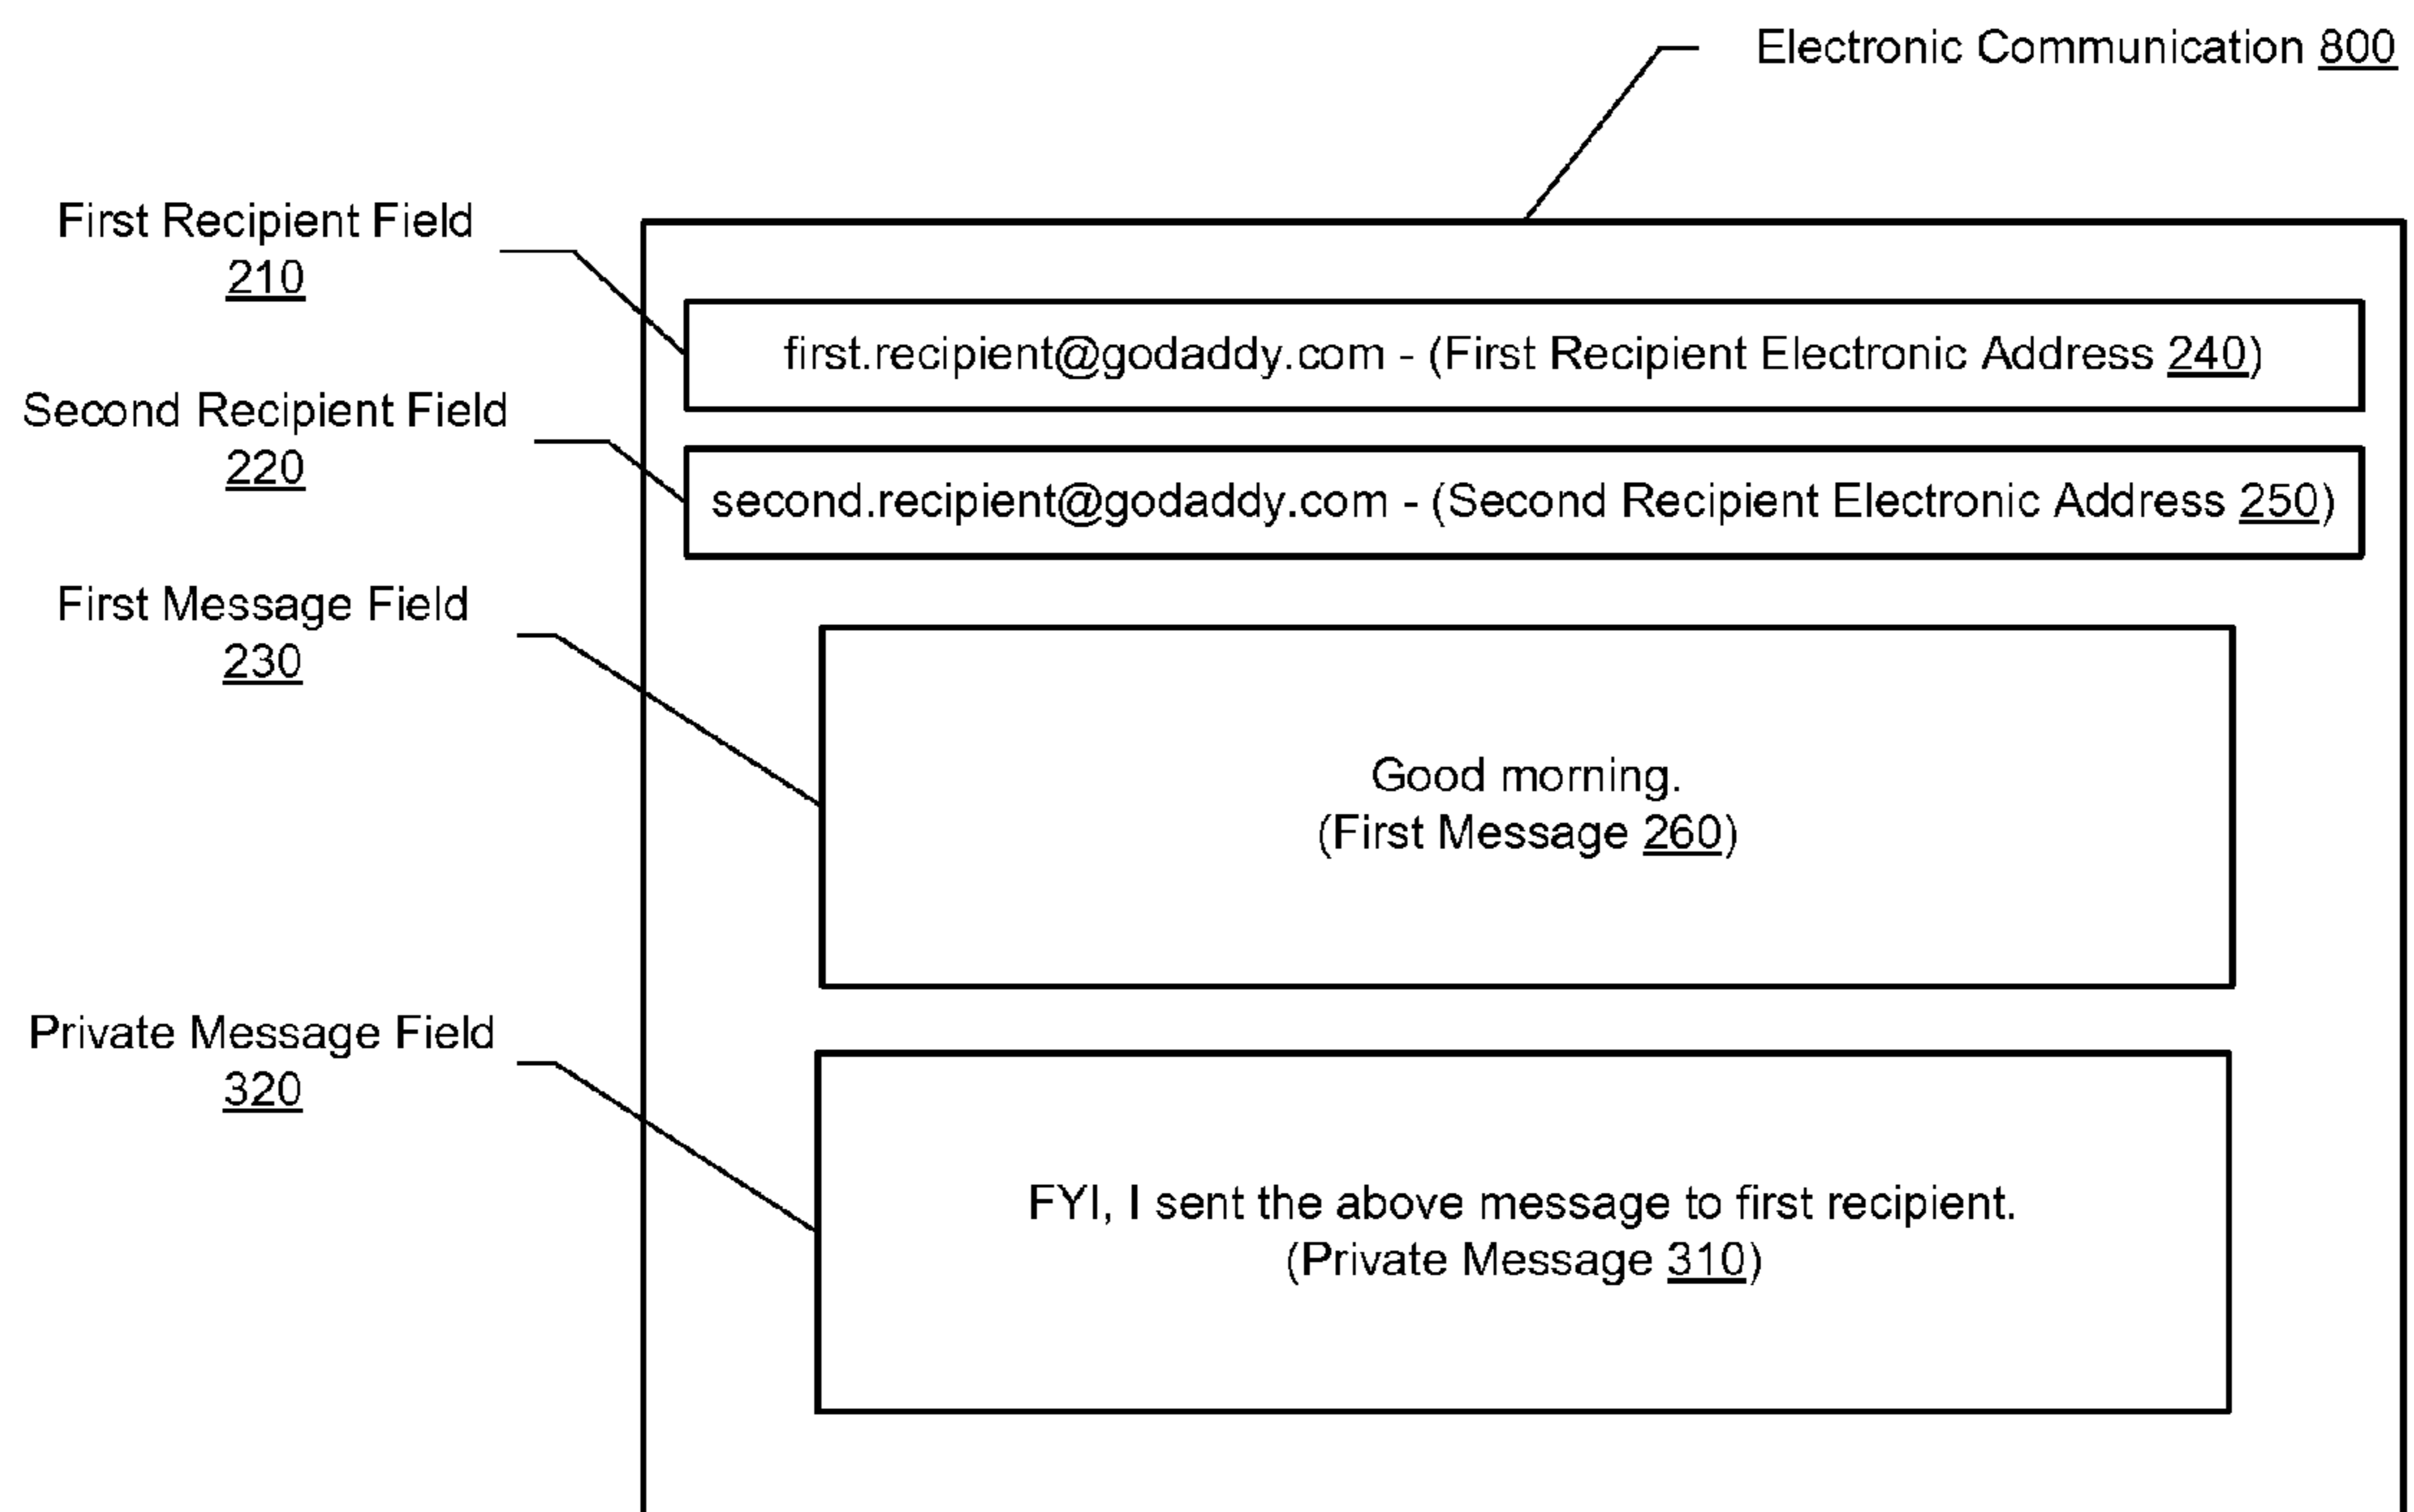 Electronic Communication 800
First Recipient Field
210
first.recipient@godaddy.com - (First Recipient Electronic Address 240)
Second Recipient Field
220
second.recipient@godaddy.com - (Second Recipient Electronic Address 250)
First Message Field
230
Good morning.
(First Message 260)
Private Message Field
320
FYI, I sent the above message to first recipient.
(Private Message 310)